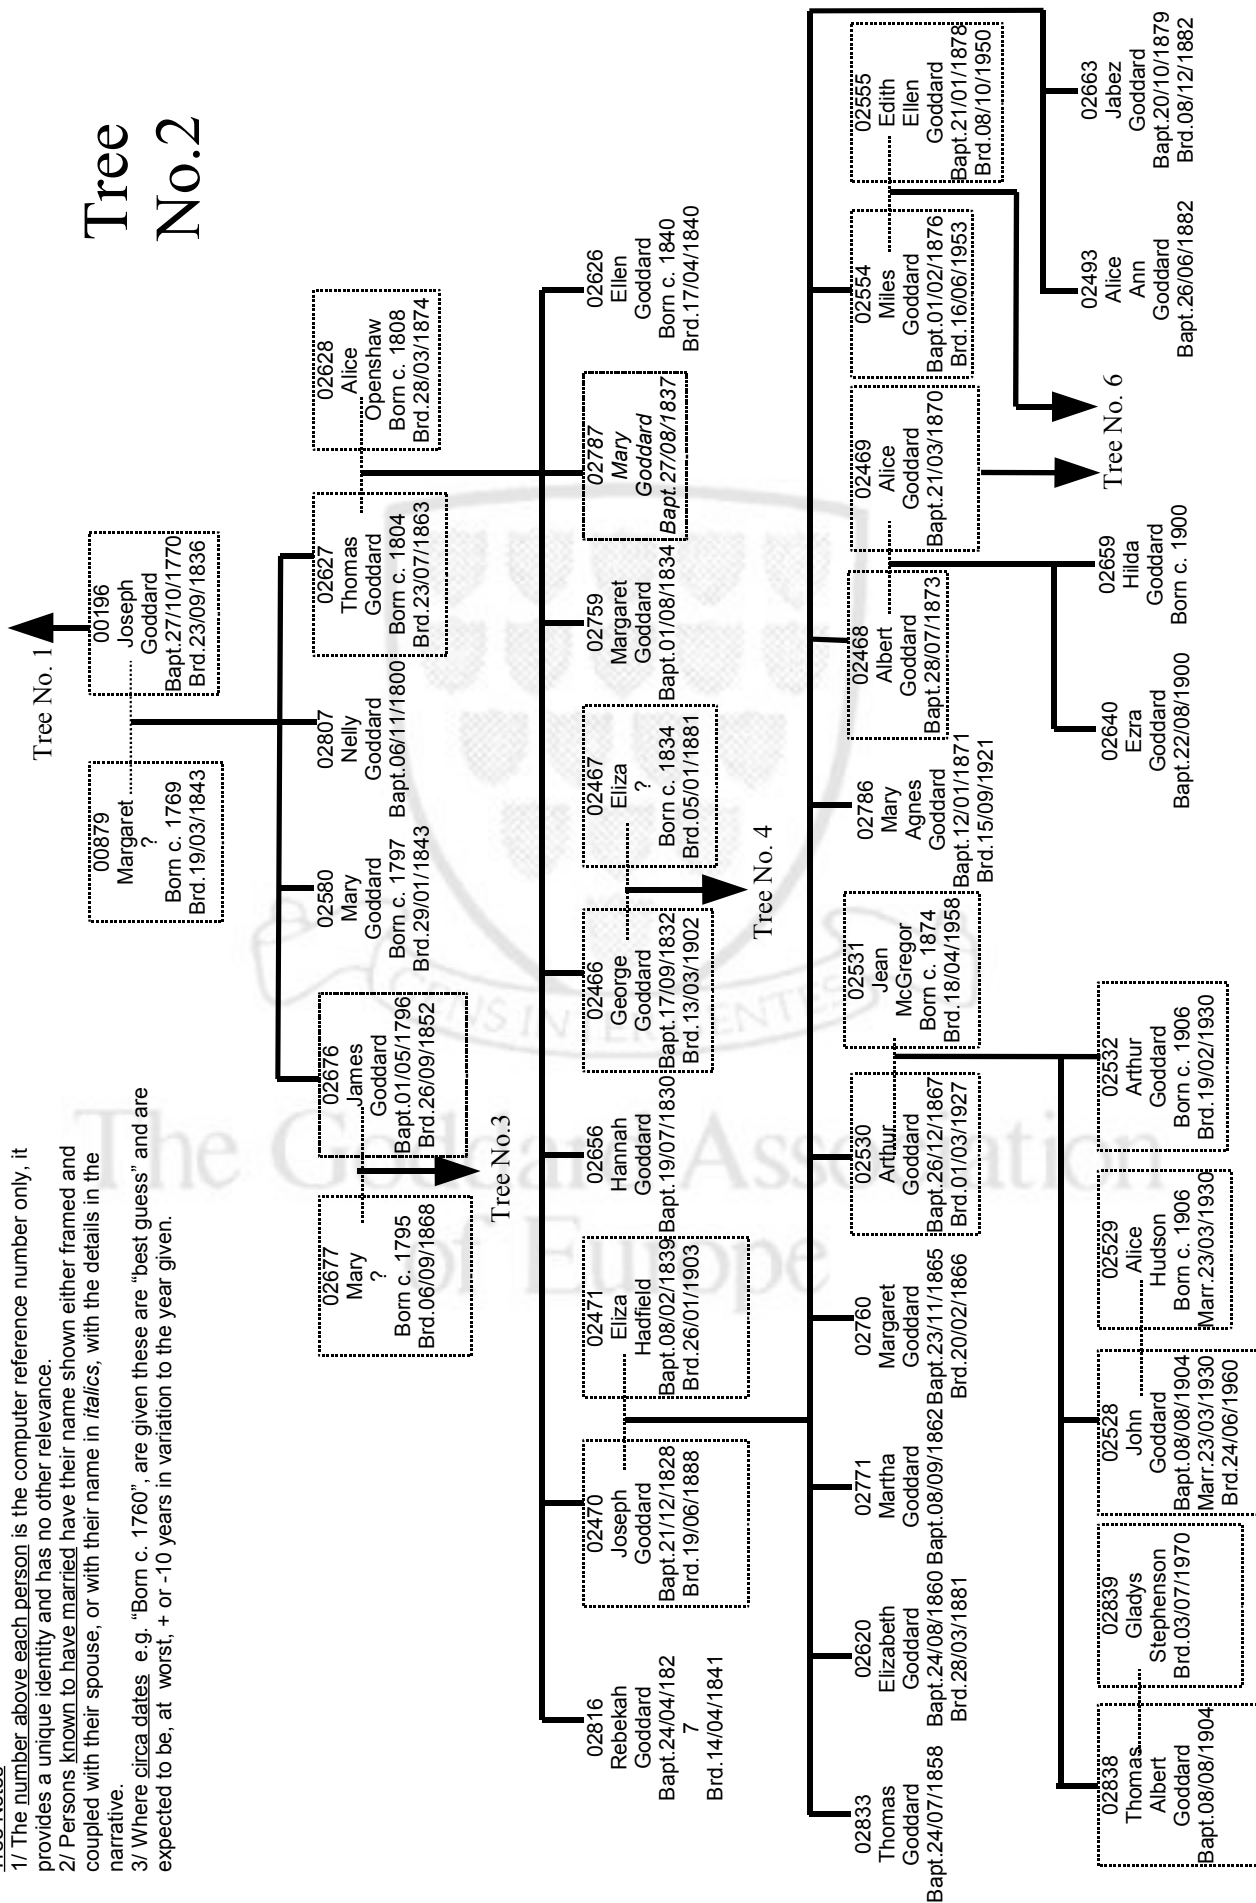 Tree
No.2
Tree Notes
1/ The number above each person is the computer reference number only, it
provides a unique identity and has no other relevance.
2/ Persons known to have married have their name shown either framed and
coupled with their spouse, or with their name in italics, with the details in the
narrative.
3/ Where circa dates e.g. “Born c. 1760”, are given these are “best guess” and are
expected to be, at worst, + or -10 years in variation to the year given.
Tree No. 1
00879
Margaret
?
Born c. 1769
Brd.19/03/1843
00196
Joseph
Goddard
Bapt.27/10/1770
Brd.23/09/1836
02677
Mary
?
Born c. 1795
Brd.06/09/1868
02676
James
Goddard
Bapt.01/05/1796
Brd.26/09/1852
Tree No.3
02580
Mary
Goddard
Born c. 1797
Brd.29/01/1843
02807
Nelly
Goddard
Bapt.06/11/1800
02627
Thomas
Goddard
Born c. 1804
Brd.23/07/1863
02628
Alice
Openshaw
Born c. 1808
Brd.28/03/1874
02816
Rebekah
Goddard
Bapt.24/04/182
7
Brd.14/04/1841
02470
Joseph
Goddard
Bapt.21/12/1828
Brd.19/06/1888
02471
Eliza
Hadfield
Bapt.08/02/1839
Brd.26/01/1903
02656
Hannah
Goddard
Bapt.19/07/1830
02466
George
Goddard
Bapt.17/09/1832
Brd.13/03/1902
02467
Eliza
?
Born c. 1834
Brd.05/01/1881
Tree No. 4
02759
Margaret
Goddard
Bapt.01/08/1834
02787
Mary
Goddard
Bapt.27/08/1837
02626
Ellen
Goddard
Born c. 1840
Brd.17/04/1840
02833
Thomas
Goddard
Bapt.24/07/1858
02620
Elizabeth
Goddard
Bapt.24/08/1860
Brd.28/03/1881
02771
Martha
Goddard
Bapt.08/09/1862
02760
Margaret
Goddard
Bapt.23/11/1865
Brd.20/02/1866
02530
Arthur
Goddard
Bapt.26/12/1867
Brd.01/03/1927
02531
Jean
McGregor
Born c. 1874
Brd.18/04/1958
02786
Mary
Agnes
Goddard
Bapt.12/01/1871
Brd.15/09/1921
02468
Albert
Goddard
Bapt.28/07/1873
02469
Alice
Goddard
Bapt.21/03/1870
02554
Miles
Goddard
Bapt.01/02/1876
Brd.16/06/1953
02555
Edith
Ellen
Goddard
Bapt.21/01/1878
Brd.08/10/1950
Tree No. 6
02838
Thomas
Albert
Goddard
Bapt.08/08/1904
02839
Gladys
Stephenson
Brd.03/07/1970
02528
John
Goddard
Bapt.08/08/1904
Marr.23/03/1930
Brd.24/06/1960
02529
Alice
Hudson
Born c. 1906
Marr.23/03/1930
02532
Arthur
Goddard
Born c. 1906
Brd.19/02/1930
02640
Ezra
Goddard
Bapt.22/08/1900
02659
Hilda
Goddard
Born c. 1900
02493
Alice
Ann
Goddard
Bapt.26/06/1882
02663
Jabez
Goddard
Bapt.20/10/1879
Brd.08/12/1882
GENS INTER GENTES
The Goddard Association
of Europe